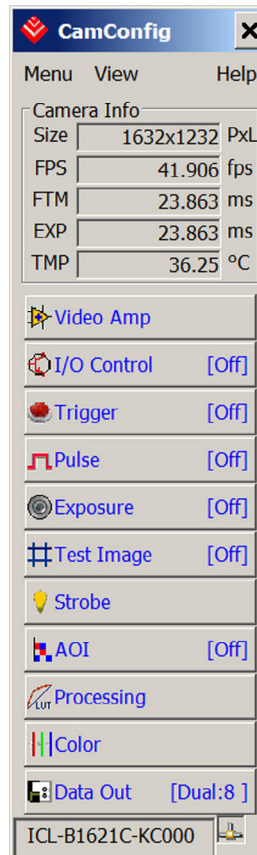 CamConfig
Menu View Help
Camera Info
Size 1632x1232 PxL
FPS 41.906 fps
FTM 23.863 ms
EXP 23.863 ms
TMP 36.25 °C
Video Amp
I/O Control [Off]
Trigger [Off]
Pulse [Off]
Exposure [Off]
Test Image [Off]
Strobe
AOI [Off]
LUT Processing
Color
Data Out [Dual:8 ]
ICL-B1621C-KC000